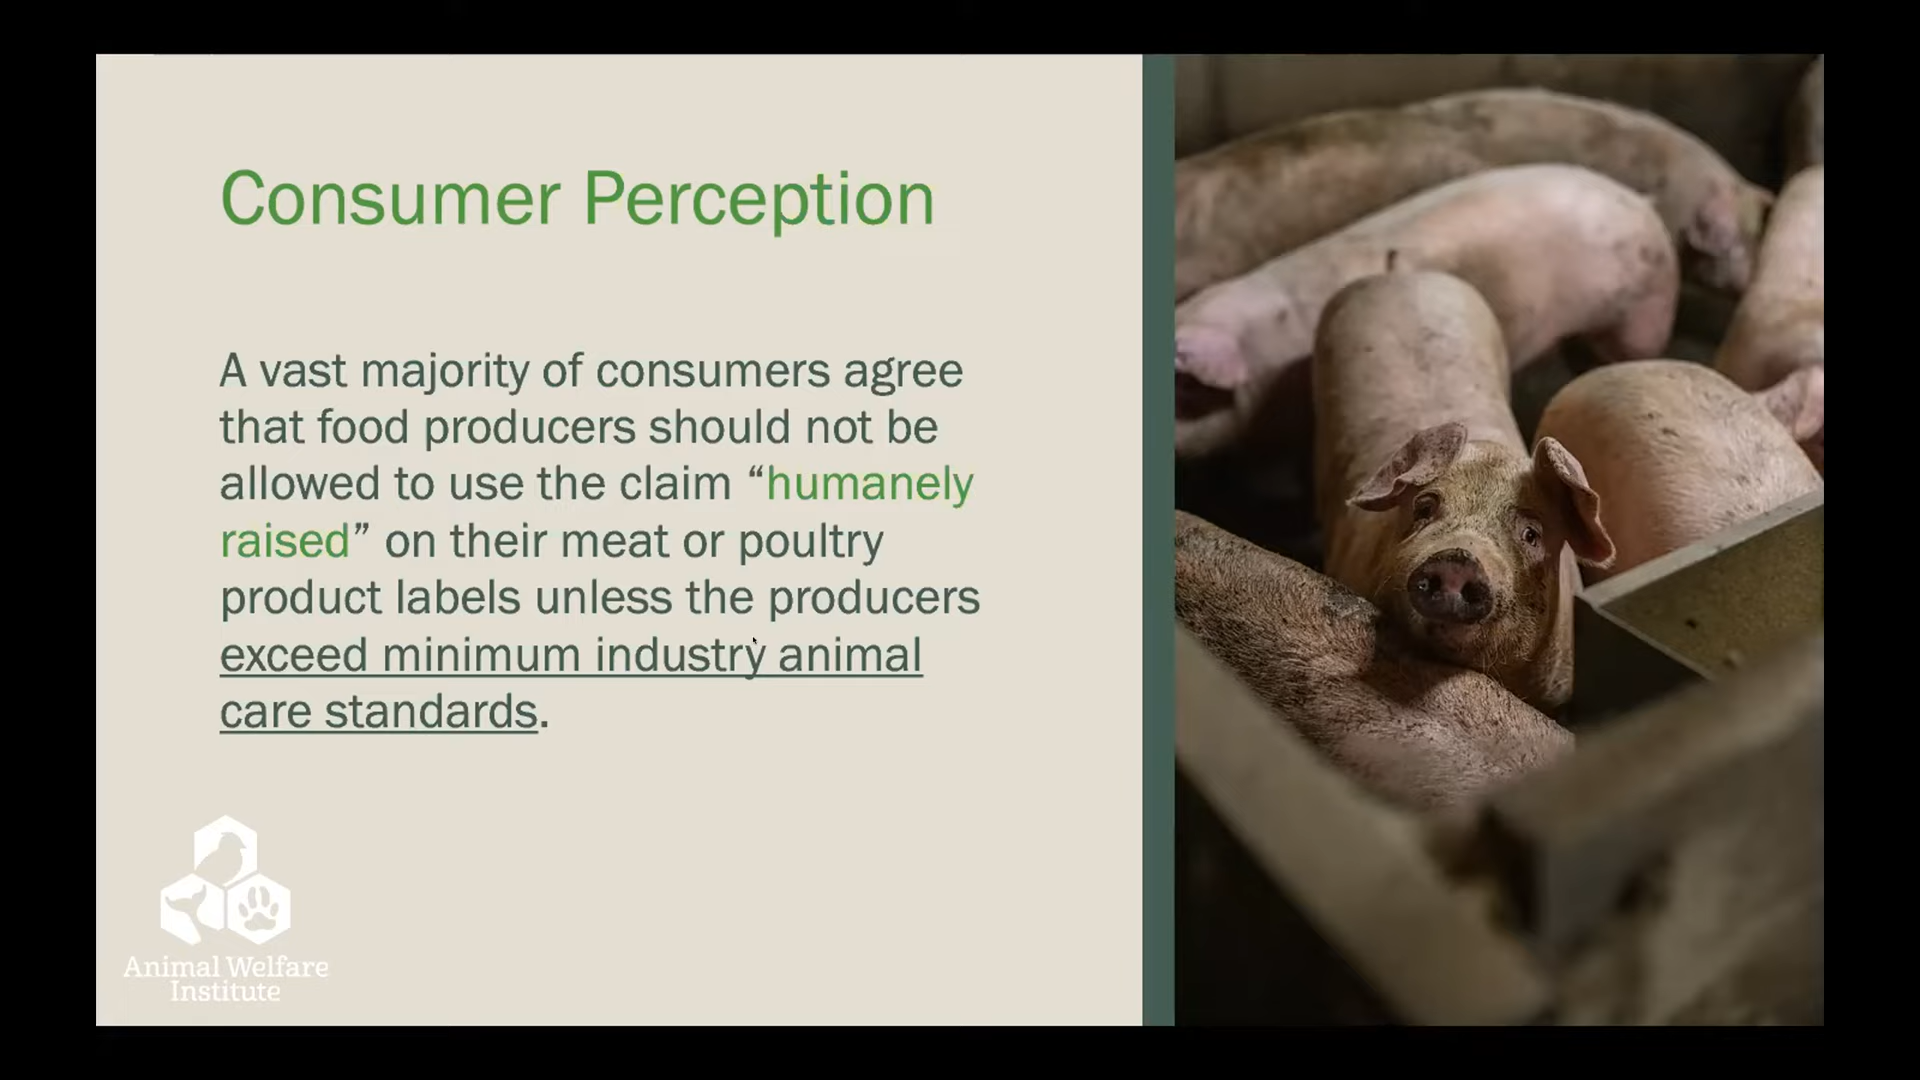 Consumer Perception
A vast majority of consumers agree
that food producers should not be
allowed to use the claim “humanely
raised” on their meat or poultry
product labels unless the producers
exceed minimum industry animal
care standards.
Animal Welfare
Institute